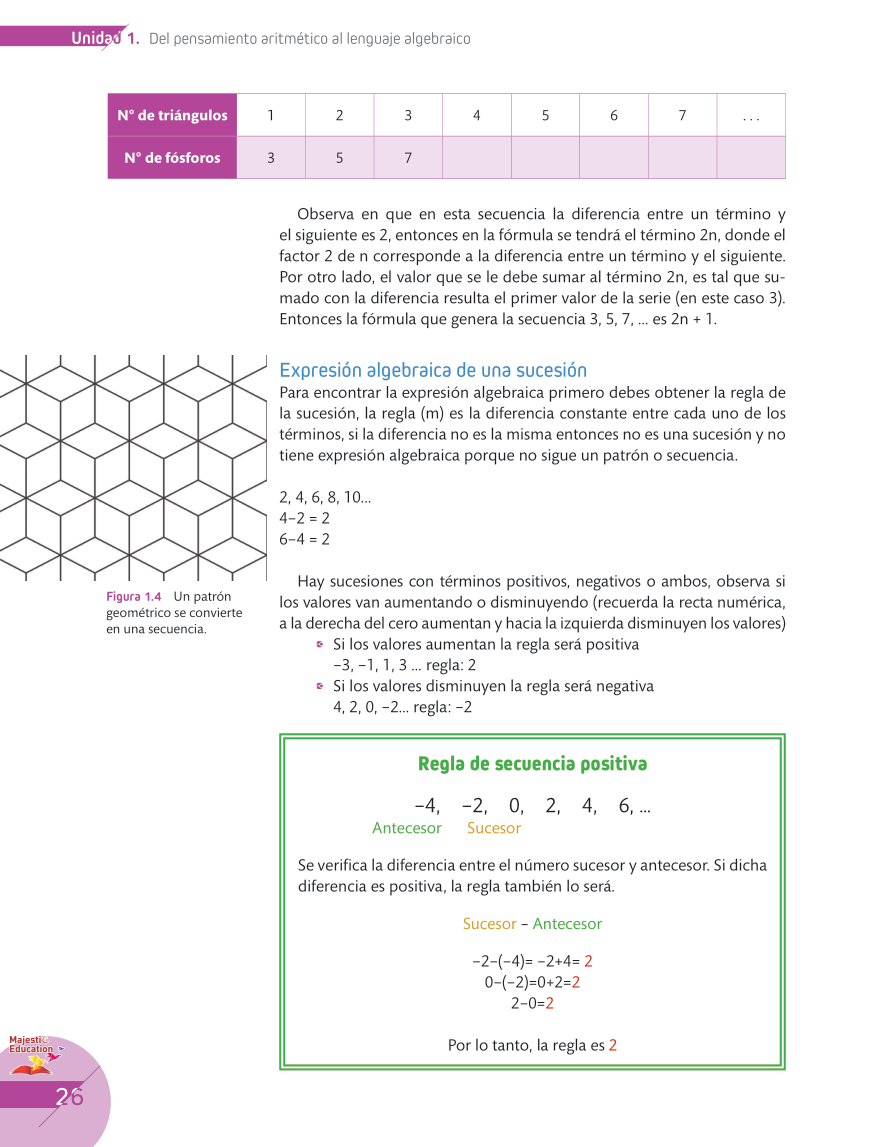 Unidad 1. Del pensamiento aritmético al lenguaje algebraico
N° de triángulos 1 2 3 4 5 6 7 ...
N° de fósforos 3 5 7
Observa en que en esta secuencia la diferencia entre un término y
el siguiente es 2, entonces en la fórmula se tendrá el término 2n, donde el
factor 2 de n corresponde a la diferencia entre un término y el siguiente.
Por otro lado, el valor que se le debe sumar al término 2n, es tal que su-
mado con la diferencia resulta el primer valor de la serie (en este caso 3).
Entonces la fórmula que genera la secuencia 3, 5, 7, ... es 2n + 1.
Expresión algebraica de una sucesión
Para encontrar la expresión algebraica primero debes obtener la regla de
la sucesión, la regla (m) es la diferencia constante entre cada uno de los
términos, si la diferencia no es la misma entonces no es una sucesión y no
tiene expresión algebraica porque no sigue un patrón o secuencia.
2, 4, 6, 8, 10...
4–2 = 2
6–4 = 2
Figura 1.4 Un patrón
geométrico se convierte
en una secuencia.
Hay sucesiones con términos positivos, negativos o ambos, observa si
los valores van aumentando o disminuyendo (recuerda la recta numérica,
a la derecha del cero aumentan y hacia la izquierda disminuyen los valores)
Si los valores aumentan la regla será positiva
–3, –1, 1, 3 ... regla: 2
Si los valores disminuyen la regla será negativa
4, 2, 0, –2... regla: –2
Regla de secuencia positiva
–4, –2, 0, 2, 4, 6, ...
Antecesor Sucesor
Se verifica la diferencia entre el número sucesor y antecesor. Si dicha
diferencia es positiva, la regla también lo será.
Sucesor – Antecesor
–2–(–4)= –2+4= 2
0–(–2)=0+2=2
2–0=2
Por lo tanto, la regla es 2
Majestic
Education
26